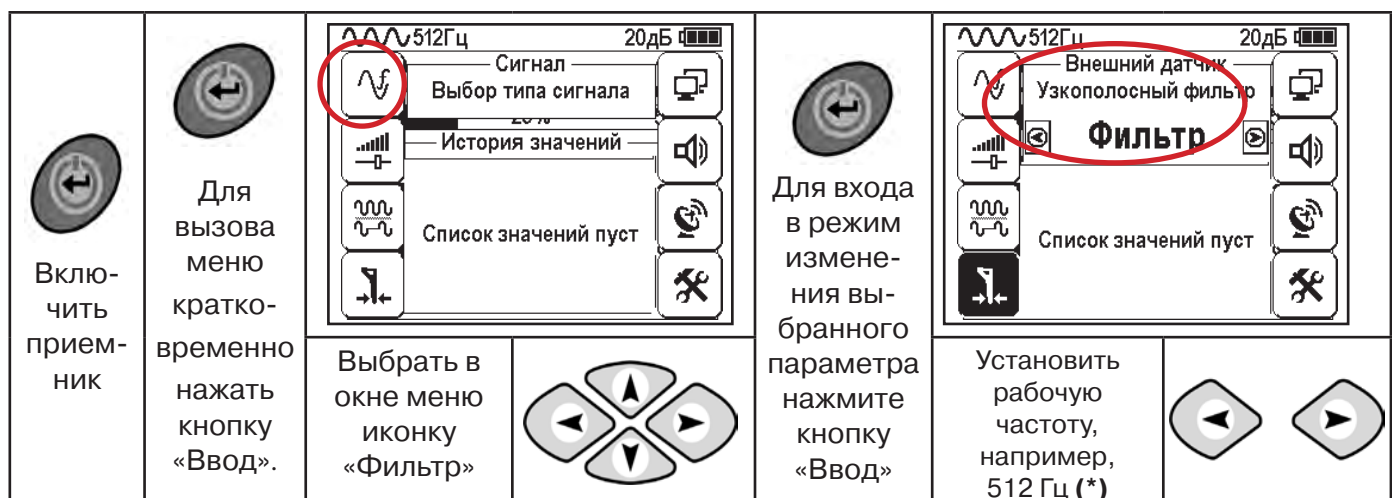 Вклю-
чить
прием-
ник
Для
вызова
меню
кратко-
временно
нажать
кнопку
«Ввод».
512Гц 20дБ
Сигнал
Выбор типа сигнала
История значений
Список значений пуст
Выбрать в
окне меню
иконку
«Фильтр»
Для входа
в режим
измене-
ния вы-
бранного
параметра
нажмите
кнопку
«Ввод»
512Гц 20дБ
Внешний датчик
Узкополосный фильтр
Фильтр
Список значений пуст
Установить
рабочую
частоту,
например,
512 Гц (*)